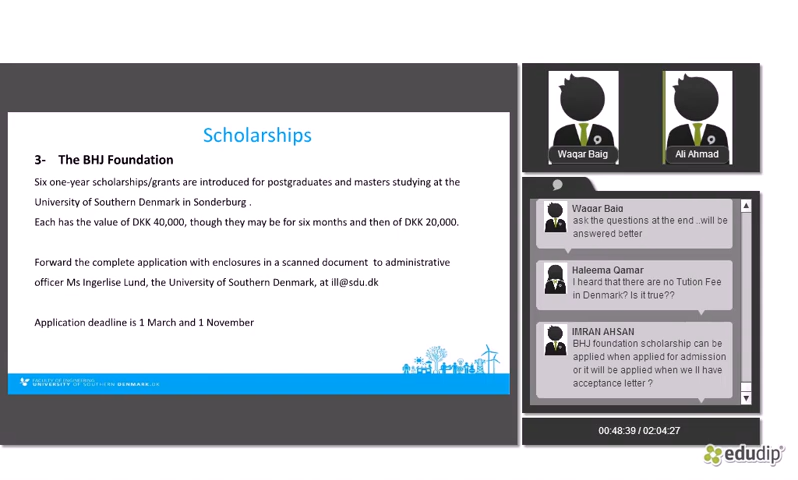 Scholarships
3- The BHJ Foundation
Six one-year scholarships/grants are introduced for postgraduates and masters studying at the
University of Southern Denmark in Sonderburg .
Each has the value of DKK 40,000, though they may be for six months and then of DKK 20,000.
Forward the complete application with enclosures in a scanned document to administrative
officer Ms Ingerlise Lund, the University of Southern Denmark, at ill@sdu.dk
Application deadline is 1 March and 1 November
FACULTY OF ENGINEERING
UNIVERSITY OF SOUTHERN DENMARK.DK
Waqar Baig
Ali Ahmad
Waqar Baig
ask the questions at the end ..will be
answered better
Haleema Qamar
I heard that there are no Tution Fee
in Denmark? Is it true??
IMRAN AHSAN
BHJ foundation scholarship can be
applied when applied for admission
or it will be applied when we ll have
acceptance letter ?
00:48:39 / 02:04:27
edudip